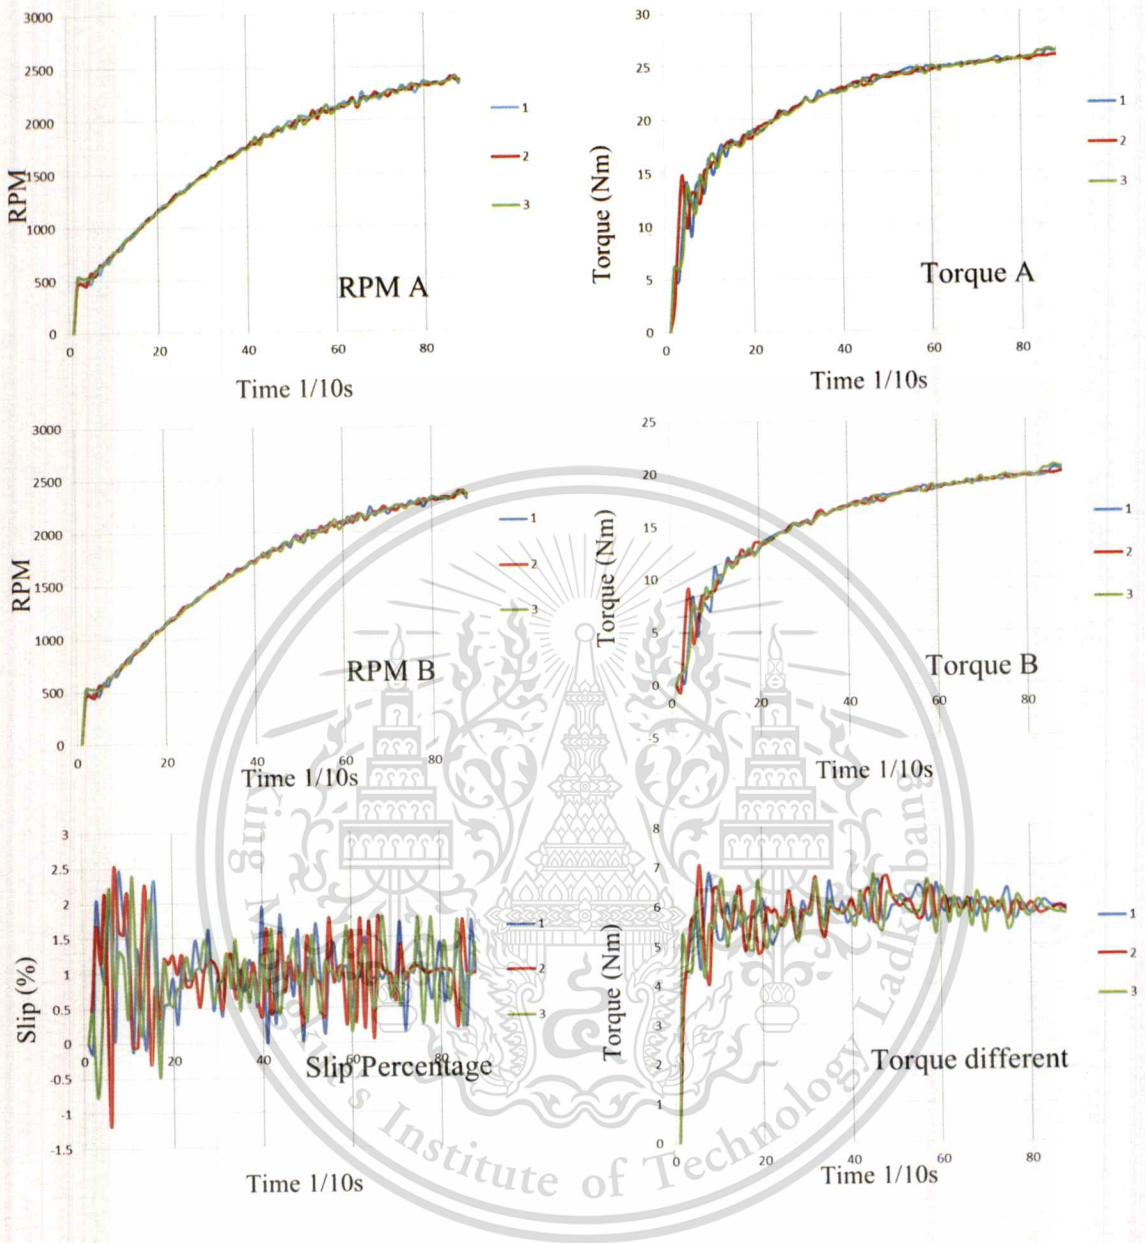 3000
2500
2000
1500
1000
500
0
RPM
0 20 40 60 80
Time 1/10s
RPM A
1
2
3
30
25
20
15
10
5
0
Torque (Nm)
0 20 40 60 80
Time 1/10s
Torque A
1
2
3
3000
2500
2000
1500
1000
500
0
RPM
0 20 40 60 80
Time 1/10s
RPM B
1
2
3
25
20
15
10
5
0
-5
Torque (Nm)
0 20 40 60 80
Time 1/10s
Torque B
1
2
3
3
2.5
2
1.5
1
0.5
0
-0.5
-1
-1.5
Slip (%)
0 20 40 60 80
Time 1/10s
Slip Percentage
1
2
3
8
7
6
5
4
3
2
1
0
Torque (Nm)
0 20 40 60 80
Time 1/10s
Torque different
1
2
3
King
Institute of Technology Ladkrabang